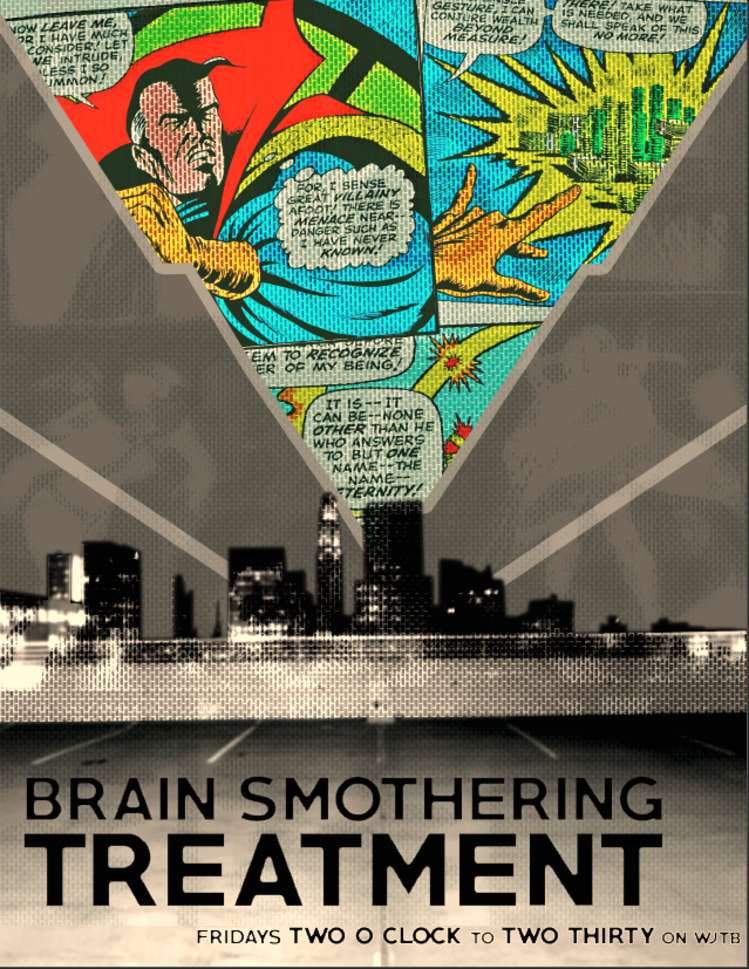 NOW LEAVE ME,
OR I HAVE MUCH
CONSIDER! LET
NE INTRUDE,
LESS I SO
UMMON!
GESTURE, I CAN
CONJURE WEALTH
BEYOND
MEASURE!
THERE! TAKE WHAT
IS NEEDED, AND WE
SHALL SPEAK OF THIS
NO MORE!
FOR, I SENSE
GREAT VILLAINY
AFOOT! THERE IS
MENACE NEAR--
DANGER SUCH AS
I HAVE NEVER
KNOWN!
EM TO RECOGNIZE
ER OF MY BEING,
IT IS--IT
CAN BE--NONE
OTHER THAN HE
WHO ANSWERS
TO BUT ONE
NAME--THE
NAME--
ETERNITY!
BRAIN SMOTHERING
TREATMENT
FRIDAYS TWO O CLOCK TO TWO THIRTY ON WJTB